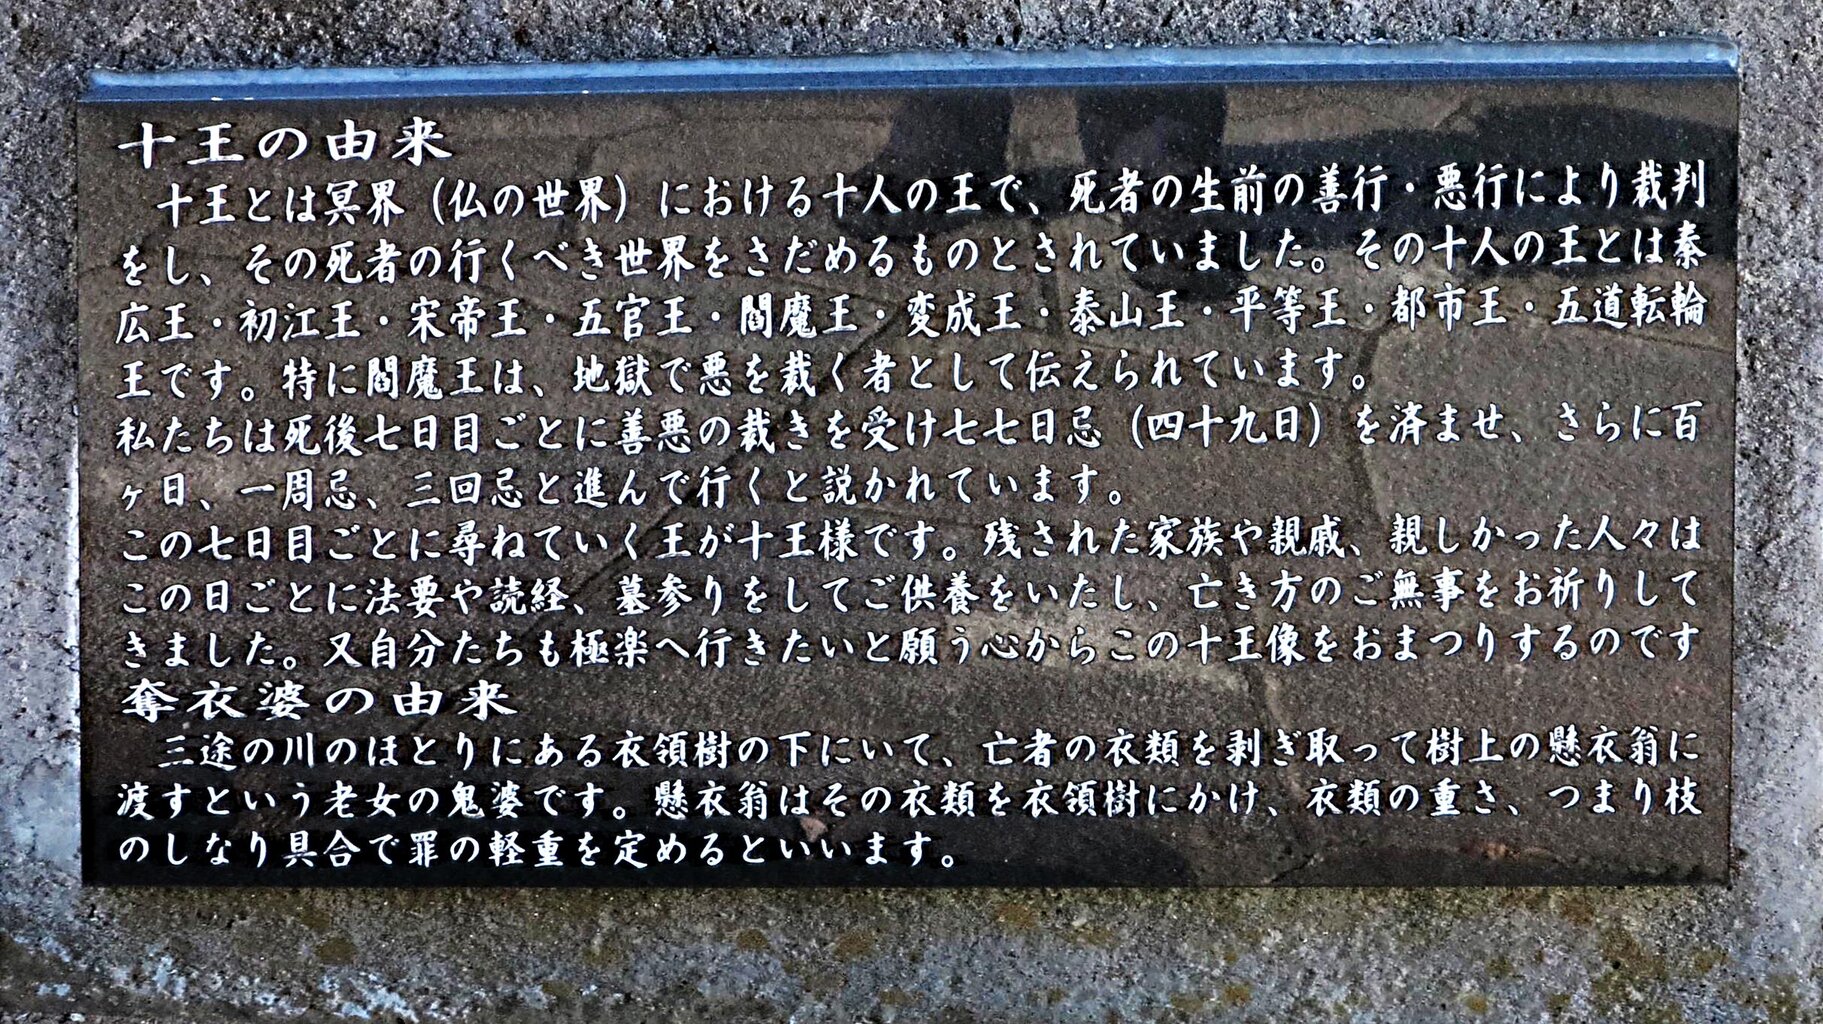 十王の由来
十王とは冥界（仏の世界）における十人の王で、死者の生前の善行・悪行により裁判
をし、その死者の行くべき世界をさだめるものとされていました。その十人の王とは秦
広王・初江王・宋帝王・五官王・閻魔王・変成王・泰山王・平等王・都市王・五道転輪
王です。特に閻魔王は、地獄で悪を裁く者として伝えられています。
私たちは死後七日目ごとに善悪の裁きを受け七七日忌（四十九日）を済ませ、さらに百
ヶ日、一周忌、三回忌と進んで行くと説かれています。
この七日目ごとに尋ねていく王が十王様です。残された家族や親戚、親しかった人々は
この日ごとに法要や読経、墓参りをしてご供養をいたし、亡き方のご無事をお祈りして
きました。又自分たちも極楽へ行きたいと願う心からこの十王像をおまつりするのです
奪衣婆の由来
三途の川のほとりにある衣領樹の下にいて、亡者の衣類を剥ぎ取って樹上の懸衣翁に
渡すという老女の鬼婆です。懸衣翁はその衣類を衣領樹にかけ、衣類の重さ、つまり枝
のしなり具合で罪の軽重を定めるといいます。